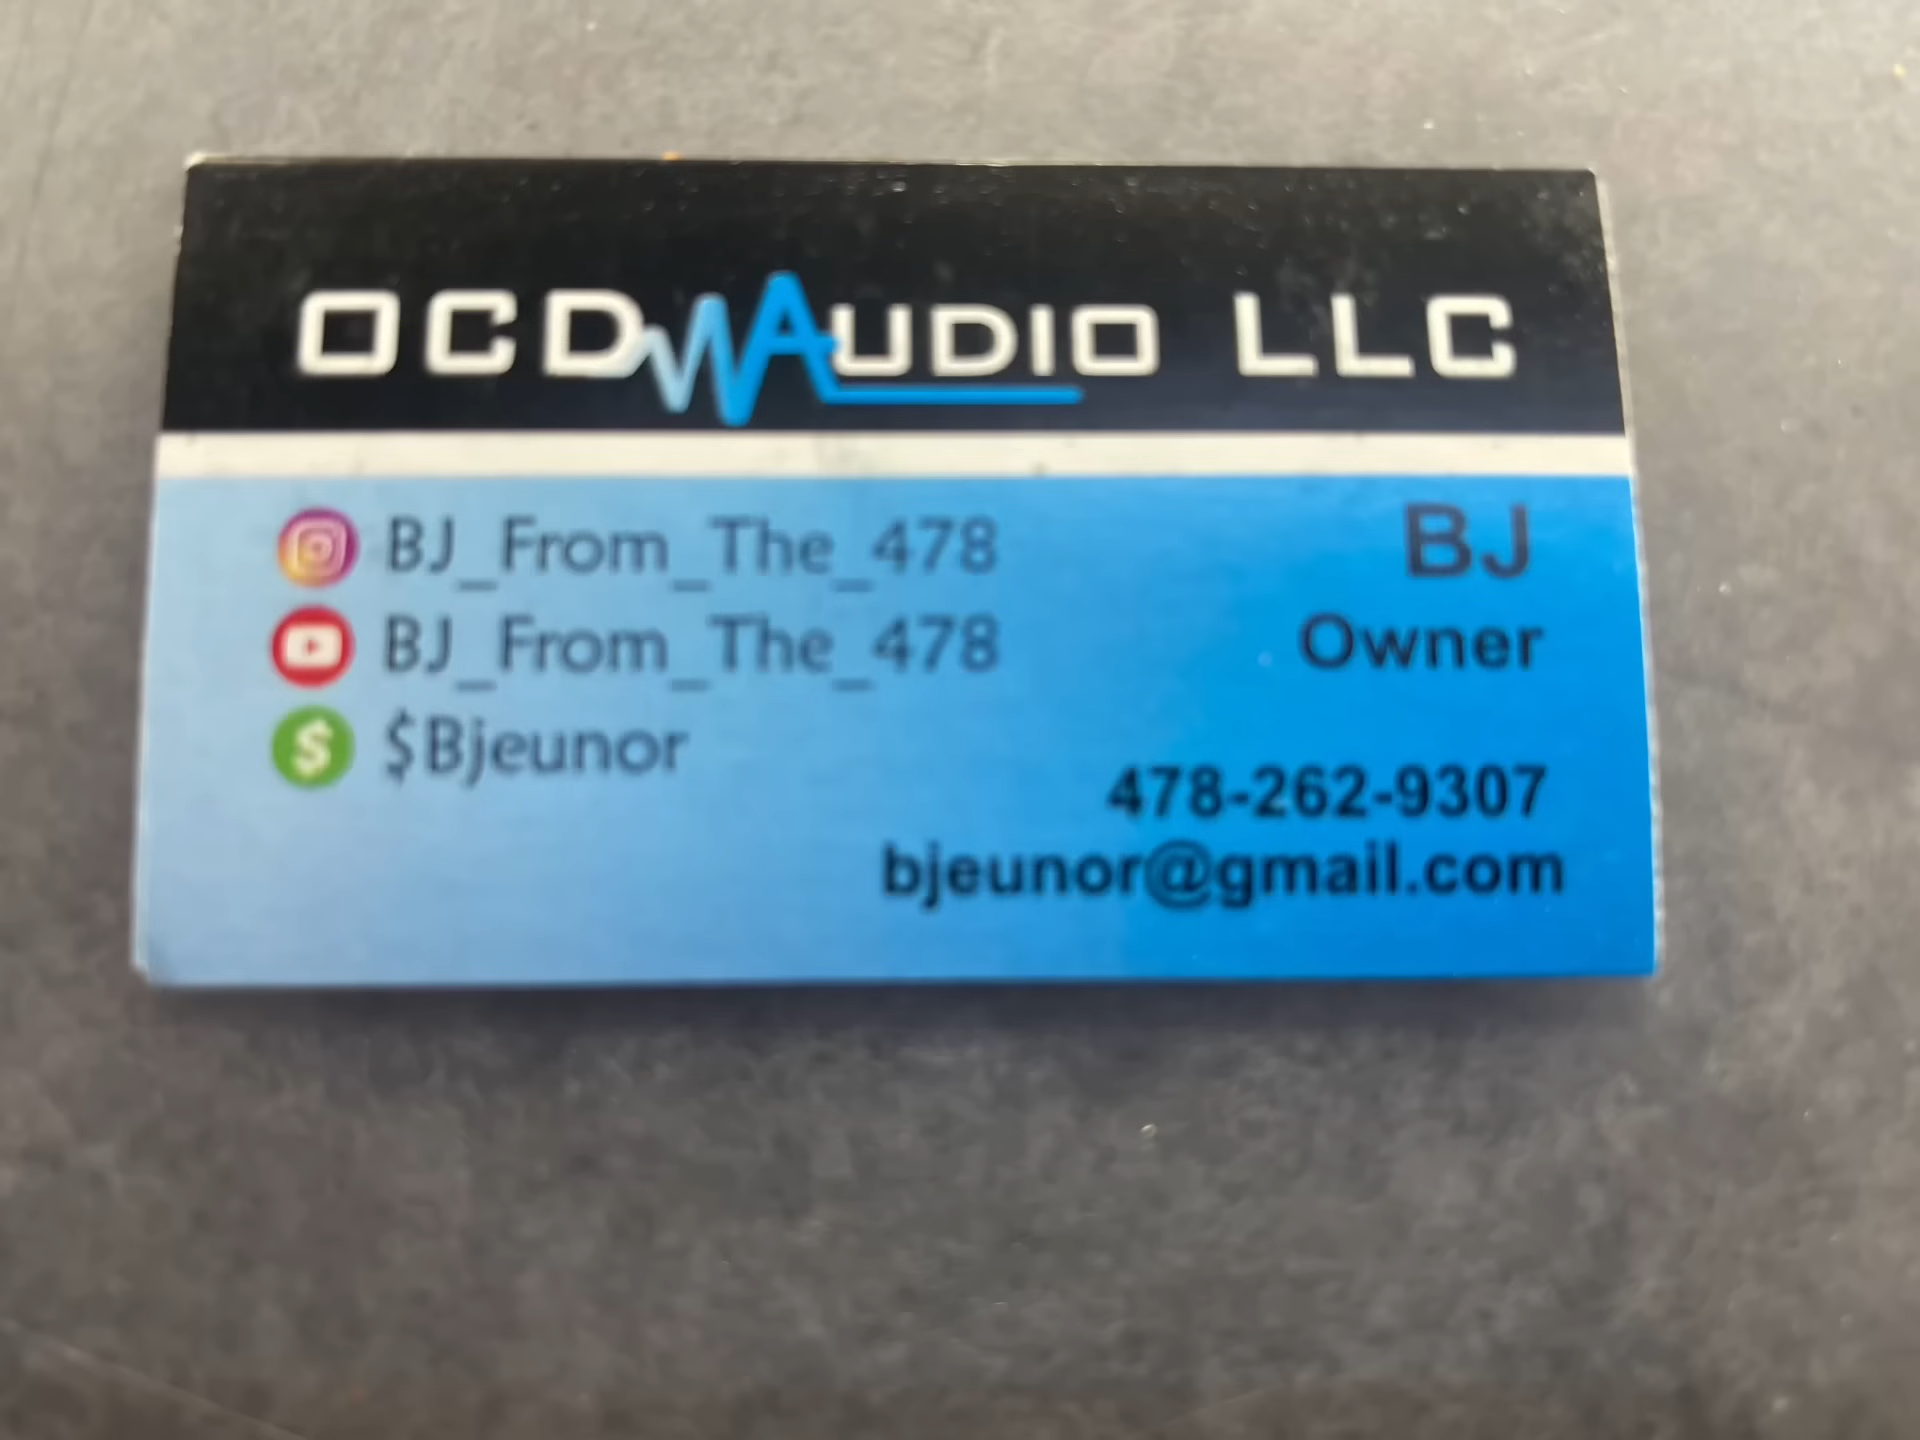 OCD AUDIO LLC
BJ_From_The_478
BJ_From_The_478
$Bjeunor
BJ
Owner
478-262-9307
bjeunor@gmail.com